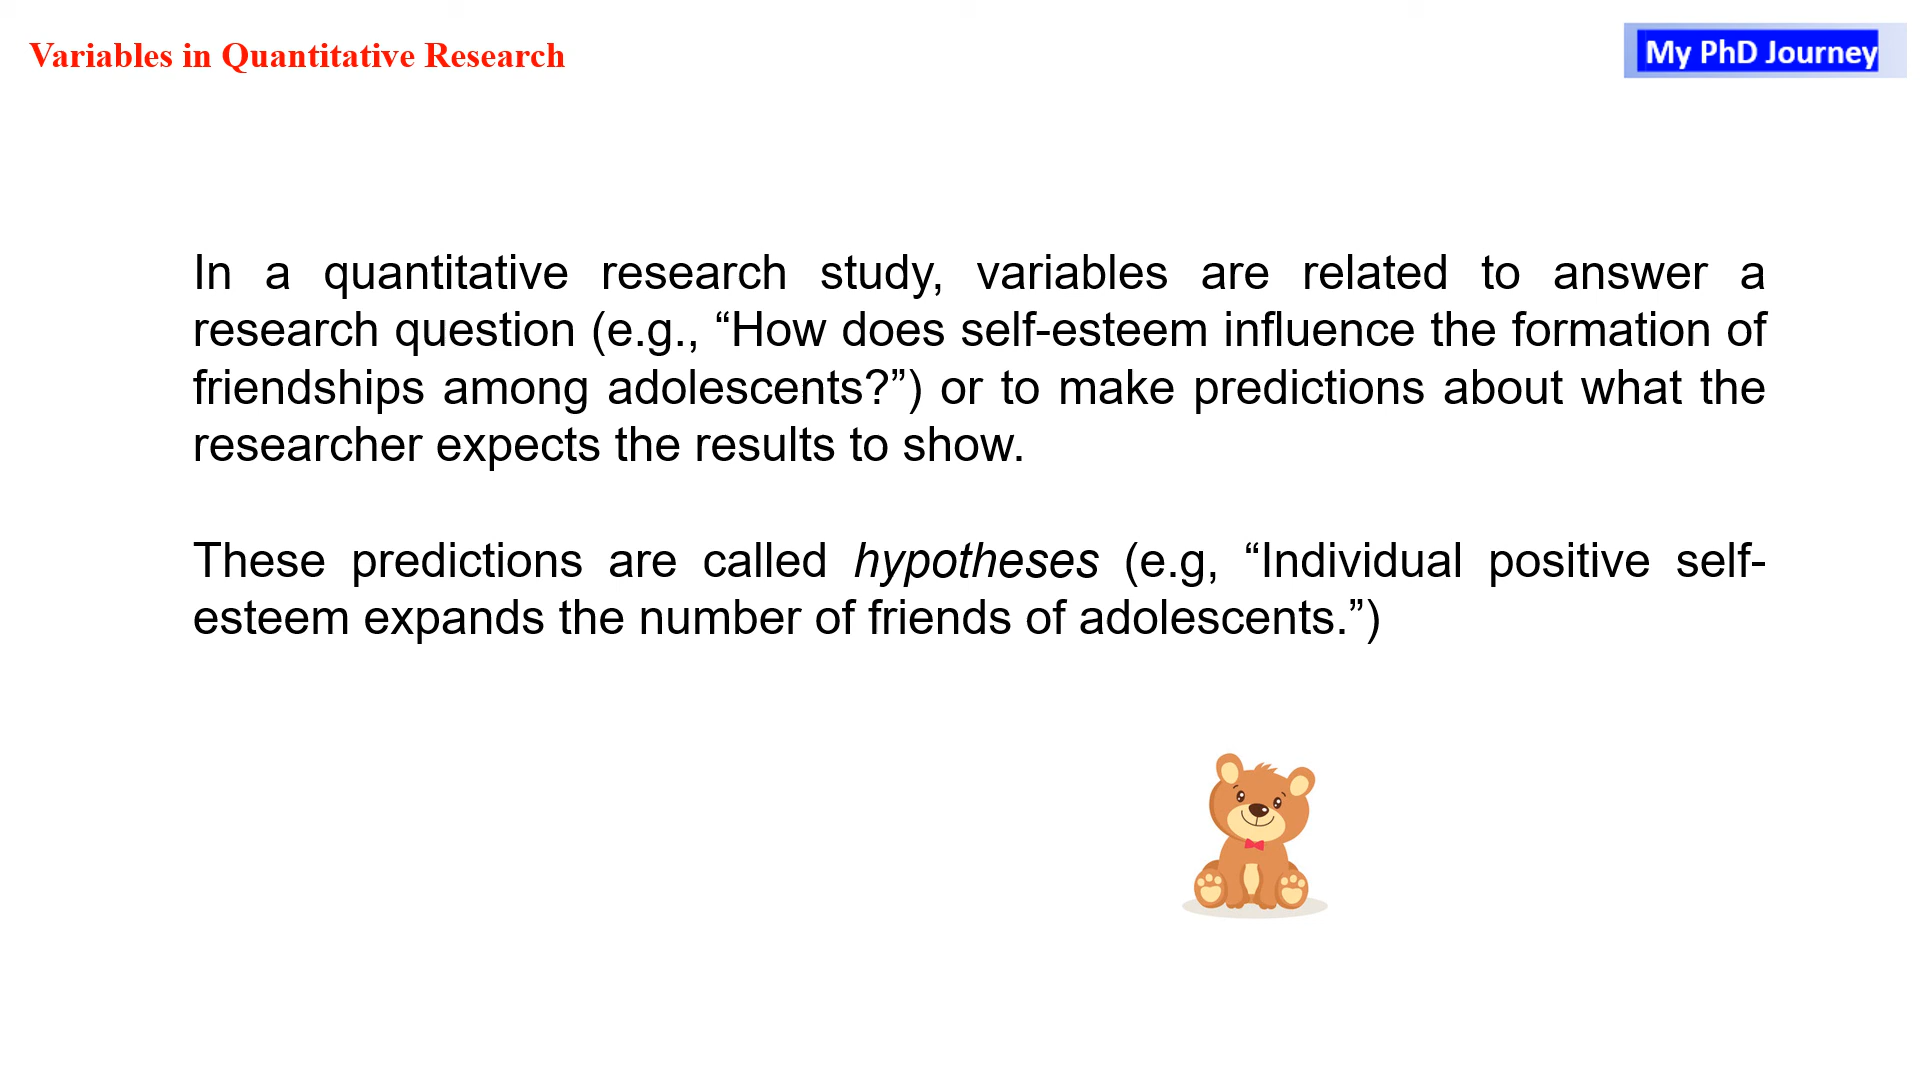 Variables in Quantitative Research
My PhD Journey
In a quantitative research study, variables are related to answer a
research question (e.g., “How does self-esteem influence the formation of
friendships among adolescents?”) or to make predictions about what the
researcher expects the results to show.
These predictions are called hypotheses (e.g, “Individual positive self-
esteem expands the number of friends of adolescents.”)